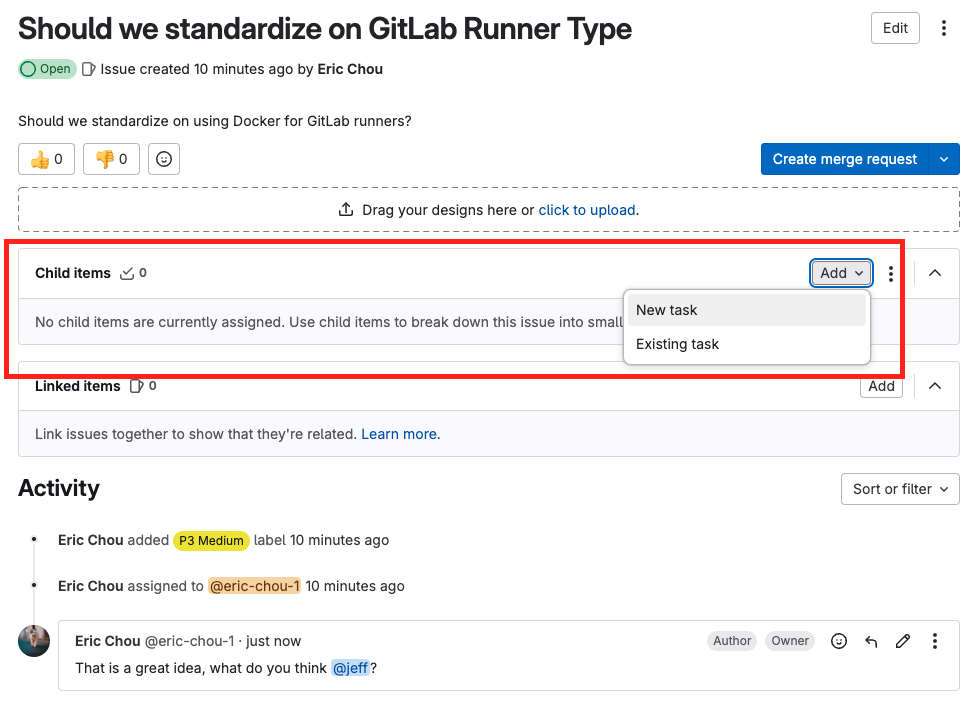 Should we standardize on GitLab Runner Type
Edit
Open Issue created 10 minutes ago by Eric Chou
Should we standardize on using Docker for GitLab runners?
👍 0 👎 0
Create merge request
Drag your designs here or click to upload.
Child items 0
Add
No child items are currently assigned. Use child items to break down this issue into small
New task
Existing task
Linked items 0
Add
Link issues together to show that they're related. Learn more.
Activity
Sort or filter
Eric Chou added P3 Medium label 10 minutes ago
Eric Chou assigned to @eric-chou-1 10 minutes ago
Eric Chou @eric-chou-1 · just now
Author Owner
That is a great idea, what do you think @jeff?